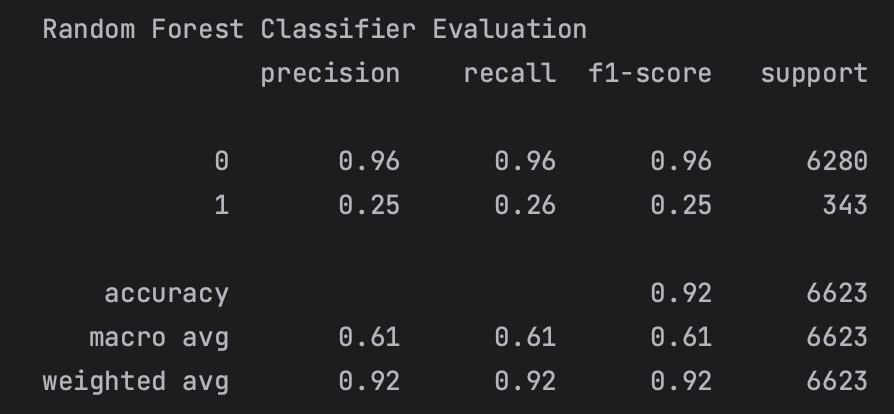 Random Forest Classifier Evaluation
precision recall f1-score support
0 0.96 0.96 0.96 6280
1 0.25 0.26 0.25 343
accuracy 0.92 6623
macro avg 0.61 0.61 0.61 6623
weighted avg 0.92 0.92 0.92 6623